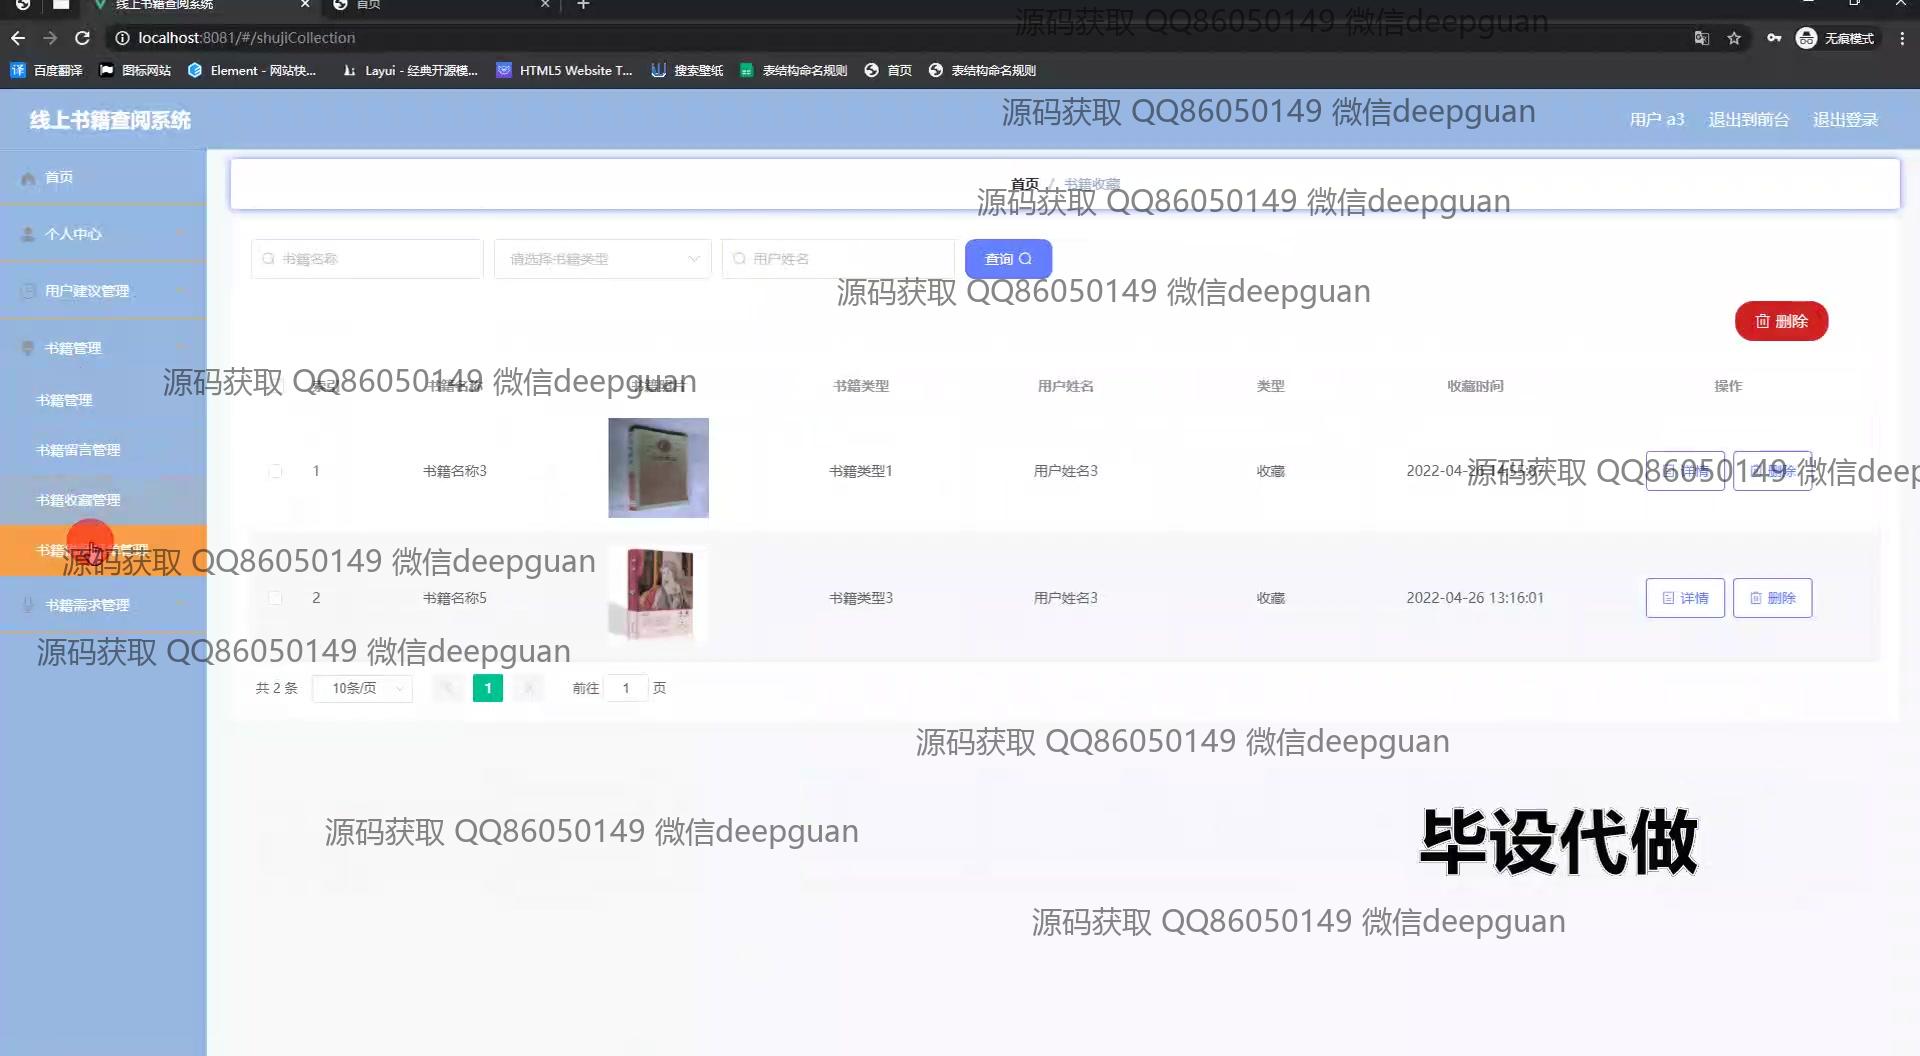 线上书籍查阅系统
首页
localhost:8081/#/shujiCollection
无痕模式
百度翻译
图标网站
Element - 网站快...
Layui - 经典开源模...
HTML5 Website T...
搜索壁纸
表结构命名规则
首页
表结构命名规则
源码获取 QQ86050149 微信deepguan
线上书籍查阅系统
源码获取 QQ86050149 微信deepguan
用户 a3
退出到前台
退出登录
首页
首页 / 书籍收藏
源码获取 QQ86050149 微信deepguan
个人中心
书籍名称
请选择书籍类型
用户姓名
查询
用户建议管理
源码获取 QQ86050149 微信deepguan
删除
书籍管理
源码获取 QQ86050149 微信deepguan
索引
书籍名称
书籍类型
用户姓名
类型
收藏时间
操作
书籍管理
书籍留言管理
1
书籍名称3
书籍类型1
用户姓名3
收藏
2022-04-26 14:55:37
详情
删除
源码获取 QQ86050149 微信deep
书籍收藏管理
源码获取 QQ86050149 微信deepguan
书籍需求管理
2
书籍名称5
书籍类型3
用户姓名3
收藏
2022-04-26 13:16:01
详情
删除
源码获取 QQ86050149 微信deepguan
共 2 条
10条/页
1
前往 1 页
源码获取 QQ86050149 微信deepguan
源码获取 QQ86050149 微信deepguan
毕设代做
源码获取 QQ86050149 微信deepguan